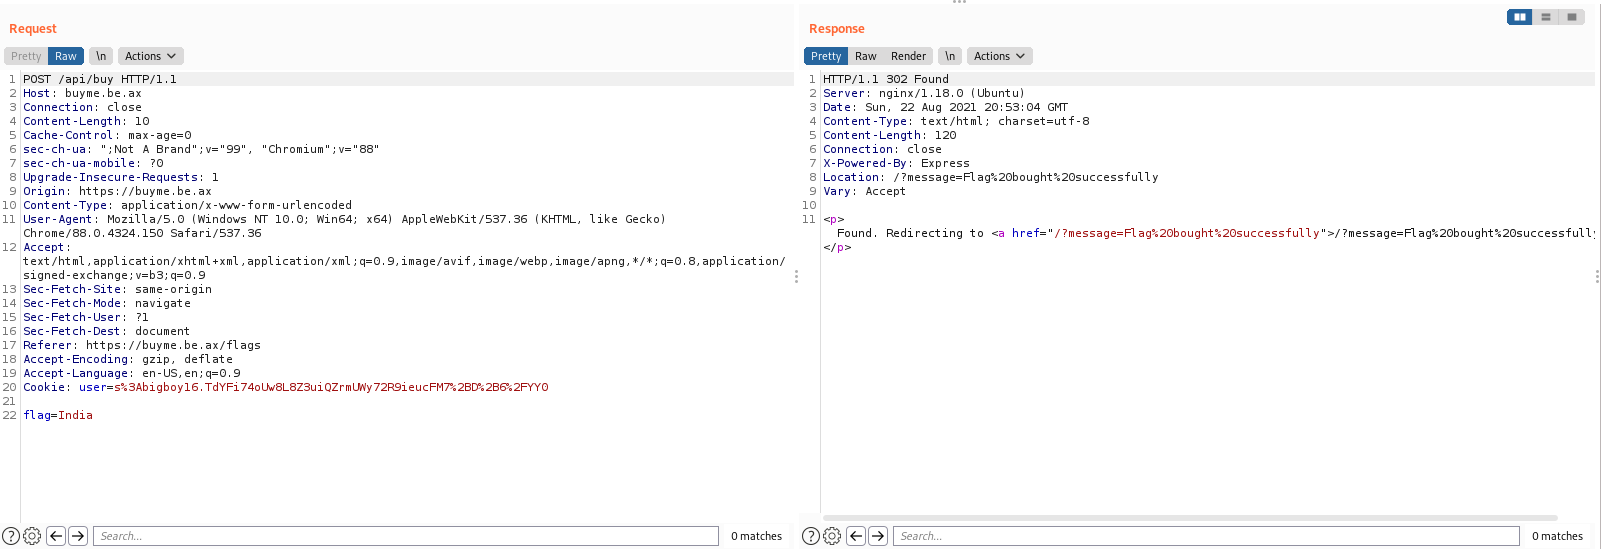 Request
Pretty Raw \n Actions
1 POST /api/buy HTTP/1.1
2 Host: buyme.be.ax
3 Connection: close
4 Content-Length: 10
5 Cache-Control: max-age=0
6 sec-ch-ua: ";Not A Brand";v="99", "Chromium";v="88"
7 sec-ch-ua-mobile: ?0
8 Upgrade-Insecure-Requests: 1
9 Origin: https://buyme.be.ax
10 Content-Type: application/x-www-form-urlencoded
11 User-Agent: Mozilla/5.0 (Windows NT 10.0; Win64; x64) AppleWebKit/537.36 (KHTML, like Gecko)
Chrome/88.0.4324.150 Safari/537.36
12 Accept:
text/html,application/xhtml+xml,application/xml;q=0.9,image/avif,image/webp,image/apng,*/*;q=0.8,application/
signed-exchange;v=b3;q=0.9
13 Sec-Fetch-Site: same-origin
14 Sec-Fetch-Mode: navigate
15 Sec-Fetch-User: ?1
16 Sec-Fetch-Dest: document
17 Referer: https://buyme.be.ax/flags
18 Accept-Encoding: gzip, deflate
19 Accept-Language: en-US,en;q=0.9
20 Cookie: user=s%3Abigboy16.TdYFi74oUw8L8Z3uiQZrmUWy72R9ieucFM7%2BD%2B6%2FYY0
21
22 flag=India
Search...
0 matches
Response
Pretty Raw Render \n Actions
1 HTTP/1.1 302 Found
2 Server: nginx/1.18.0 (Ubuntu)
3 Date: Sun, 22 Aug 2021 20:53:04 GMT
4 Content-Type: text/html; charset=utf-8
5 Content-Length: 120
6 Connection: close
7 X-Powered-By: Express
8 Location: /?message=Flag%20bought%20successfully
9 Vary: Accept
10
11 <p>
Found. Redirecting to <a href="/?message=Flag%20bought%20successfully">/?message=Flag%20bought%20successfully
</p>
Search...
0 matches